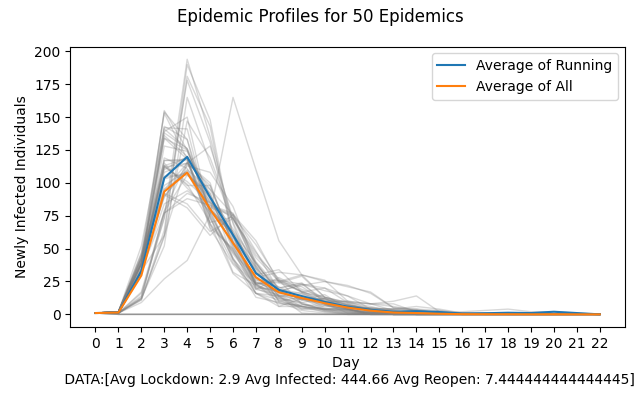 Epidemic Profiles for 50 Epidemics
200
175
150
125
100
75
50
25
0
Newly Infected Individuals
Average of Running
Average of All
0 1 2 3 4 5 6 7 8 9 10 11 12 13 14 15 16 17 18 19 20 21 22
Day
DATA:[Avg Lockdown: 2.9 Avg Infected: 444.66 Avg Reopen: 7.444444444444445]